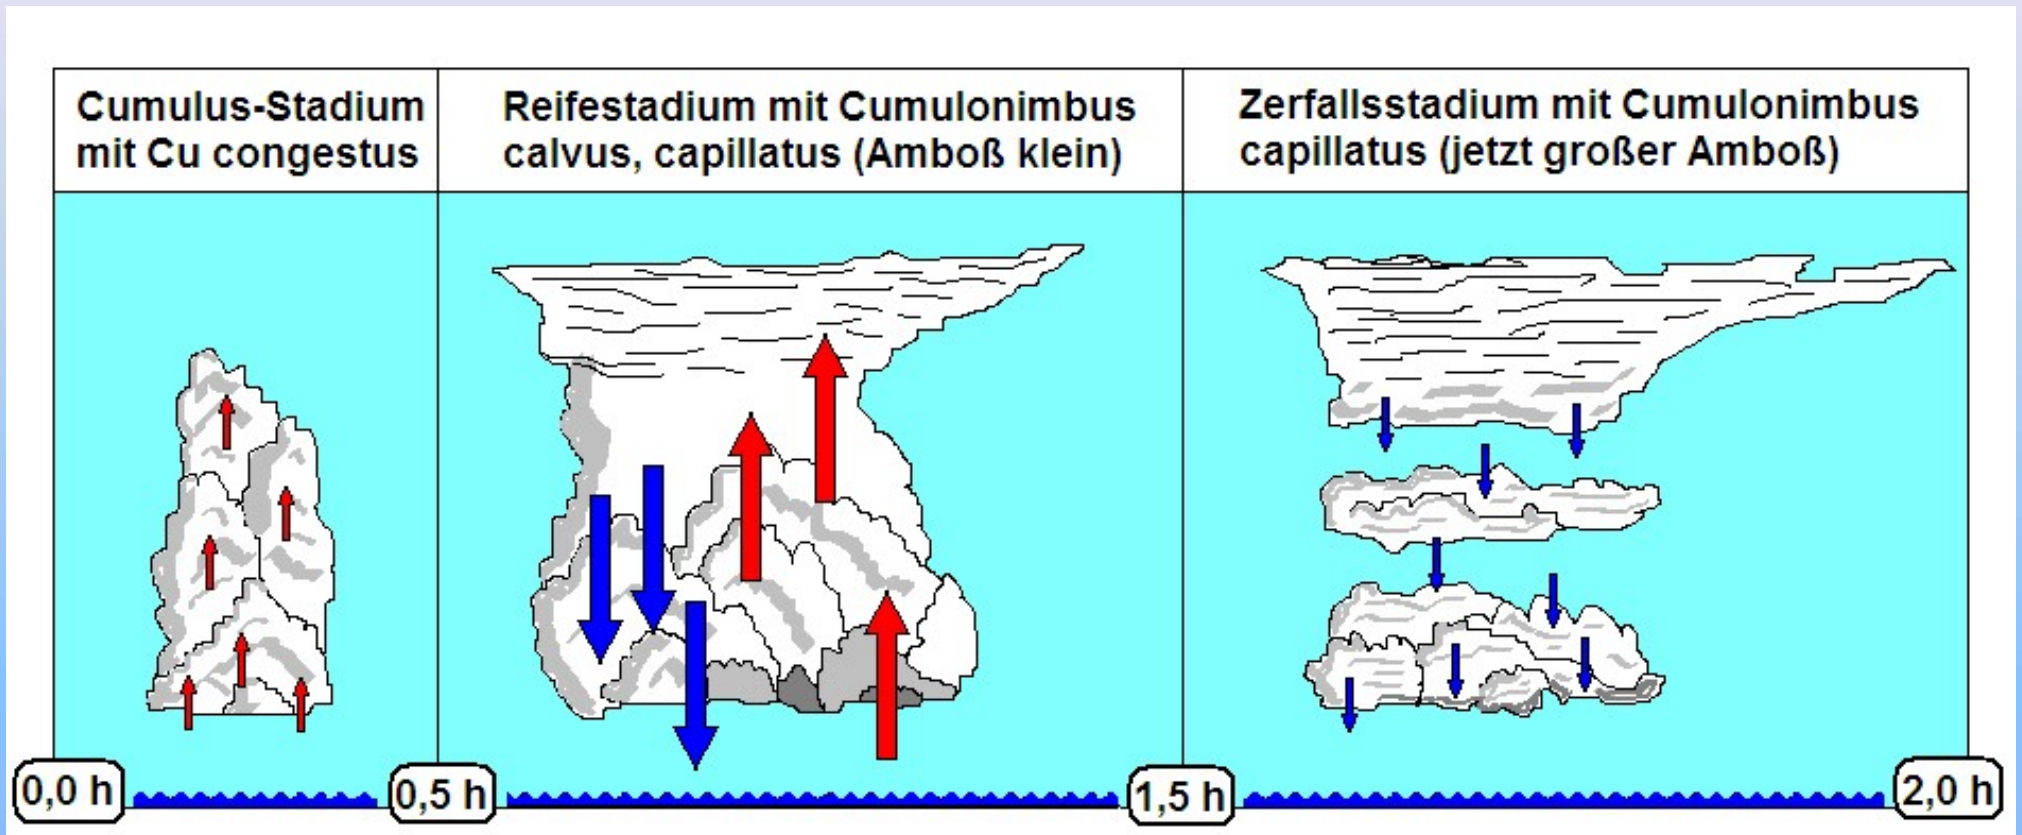 Cumulus-Stadium
mit Cu congestus
Reifestadium mit Cumulonimbus
calvus, capillatus (Amboß klein)
Zerfallsstadium mit Cumulonimbus
capillatus (jetzt großer Amboß)
0,0 h
0,5 h
1,5 h
2,0 h